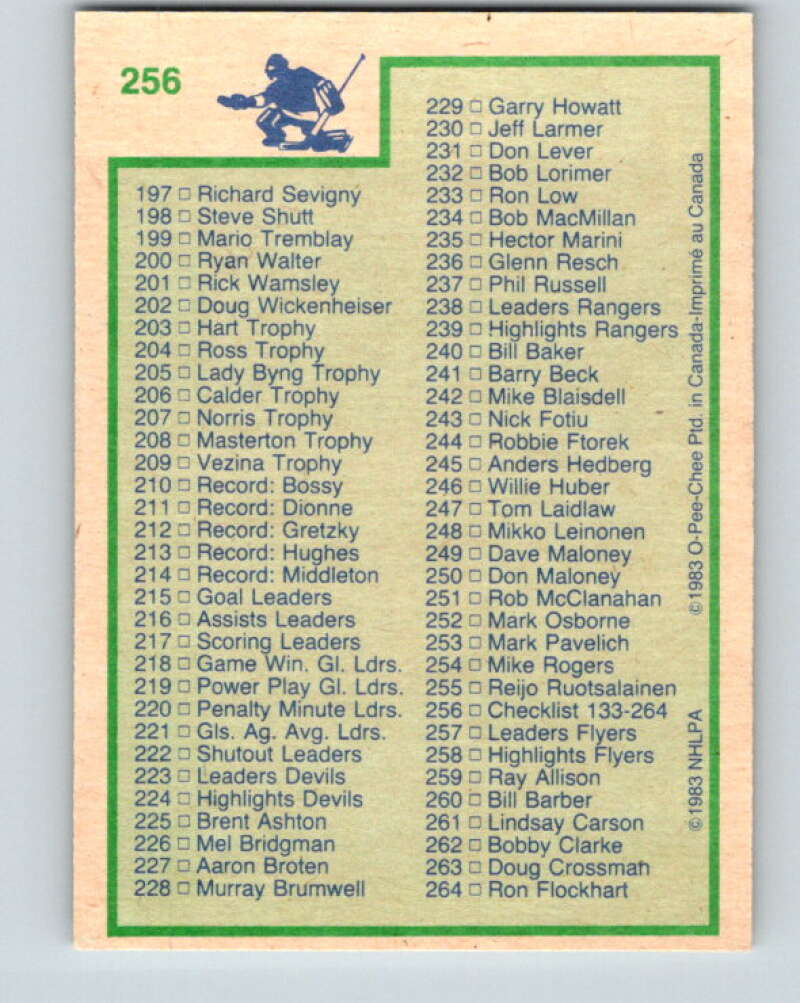 256
197 □ Richard Sevigny
198 □ Steve Shutt
199 □ Mario Tremblay
200 □ Ryan Walter
201 □ Rick Wamsley
202 □ Doug Wickenheiser
203 □ Hart Trophy
204 □ Ross Trophy
205 □ Lady Byng Trophy
206 □ Calder Trophy
207 □ Norris Trophy
208 □ Masterton Trophy
209 □ Vezina Trophy
210 □ Record: Bossy
211 □ Record: Dionne
212 □ Record: Gretzky
213 □ Record: Hughes
214 □ Record: Middleton
215 □ Goal Leaders
216 □ Assists Leaders
217 □ Scoring Leaders
218 □ Game Win. Gl. Ldrs.
219 □ Power Play Gl. Ldrs.
220 □ Penalty Minute Ldrs.
221 □ Gls. Ag. Avg. Ldrs.
222 □ Shutout Leaders
223 □ Leaders Devils
224 □ Highlights Devils
225 □ Brent Ashton
226 □ Mel Bridgman
227 □ Aaron Broten
228 □ Murray Brumwell
229 □ Garry Howatt
230 □ Jeff Larmer
231 □ Don Lever
232 □ Bob Lorimer
233 □ Ron Low
234 □ Bob MacMillan
235 □ Hector Marini
236 □ Glenn Resch
237 □ Phil Russell
238 □ Leaders Rangers
239 □ Highlights Rangers
240 □ Bill Baker
241 □ Barry Beck
242 □ Mike Blaisdell
243 □ Nick Fotiu
244 □ Robbie Ftorek
245 □ Anders Hedberg
246 □ Willie Huber
247 □ Tom Laidlaw
248 □ Mikko Leinonen
249 □ Dave Maloney
250 □ Don Maloney
251 □ Rob McClanahan
252 □ Mark Osborne
253 □ Mark Pavelich
254 □ Mike Rogers
255 □ Reijo Ruotsalainen
256 □ Checklist 133-264
257 □ Leaders Flyers
258 □ Highlights Flyers
259 □ Ray Allison
260 □ Bill Barber
261 □ Lindsay Carson
262 □ Bobby Clarke
263 □ Doug Crossman
264 □ Ron Flockhart
©1983 NHLPA ©1983 O-Pee-Chee Ptd. in Canada-Imprimé au Canada